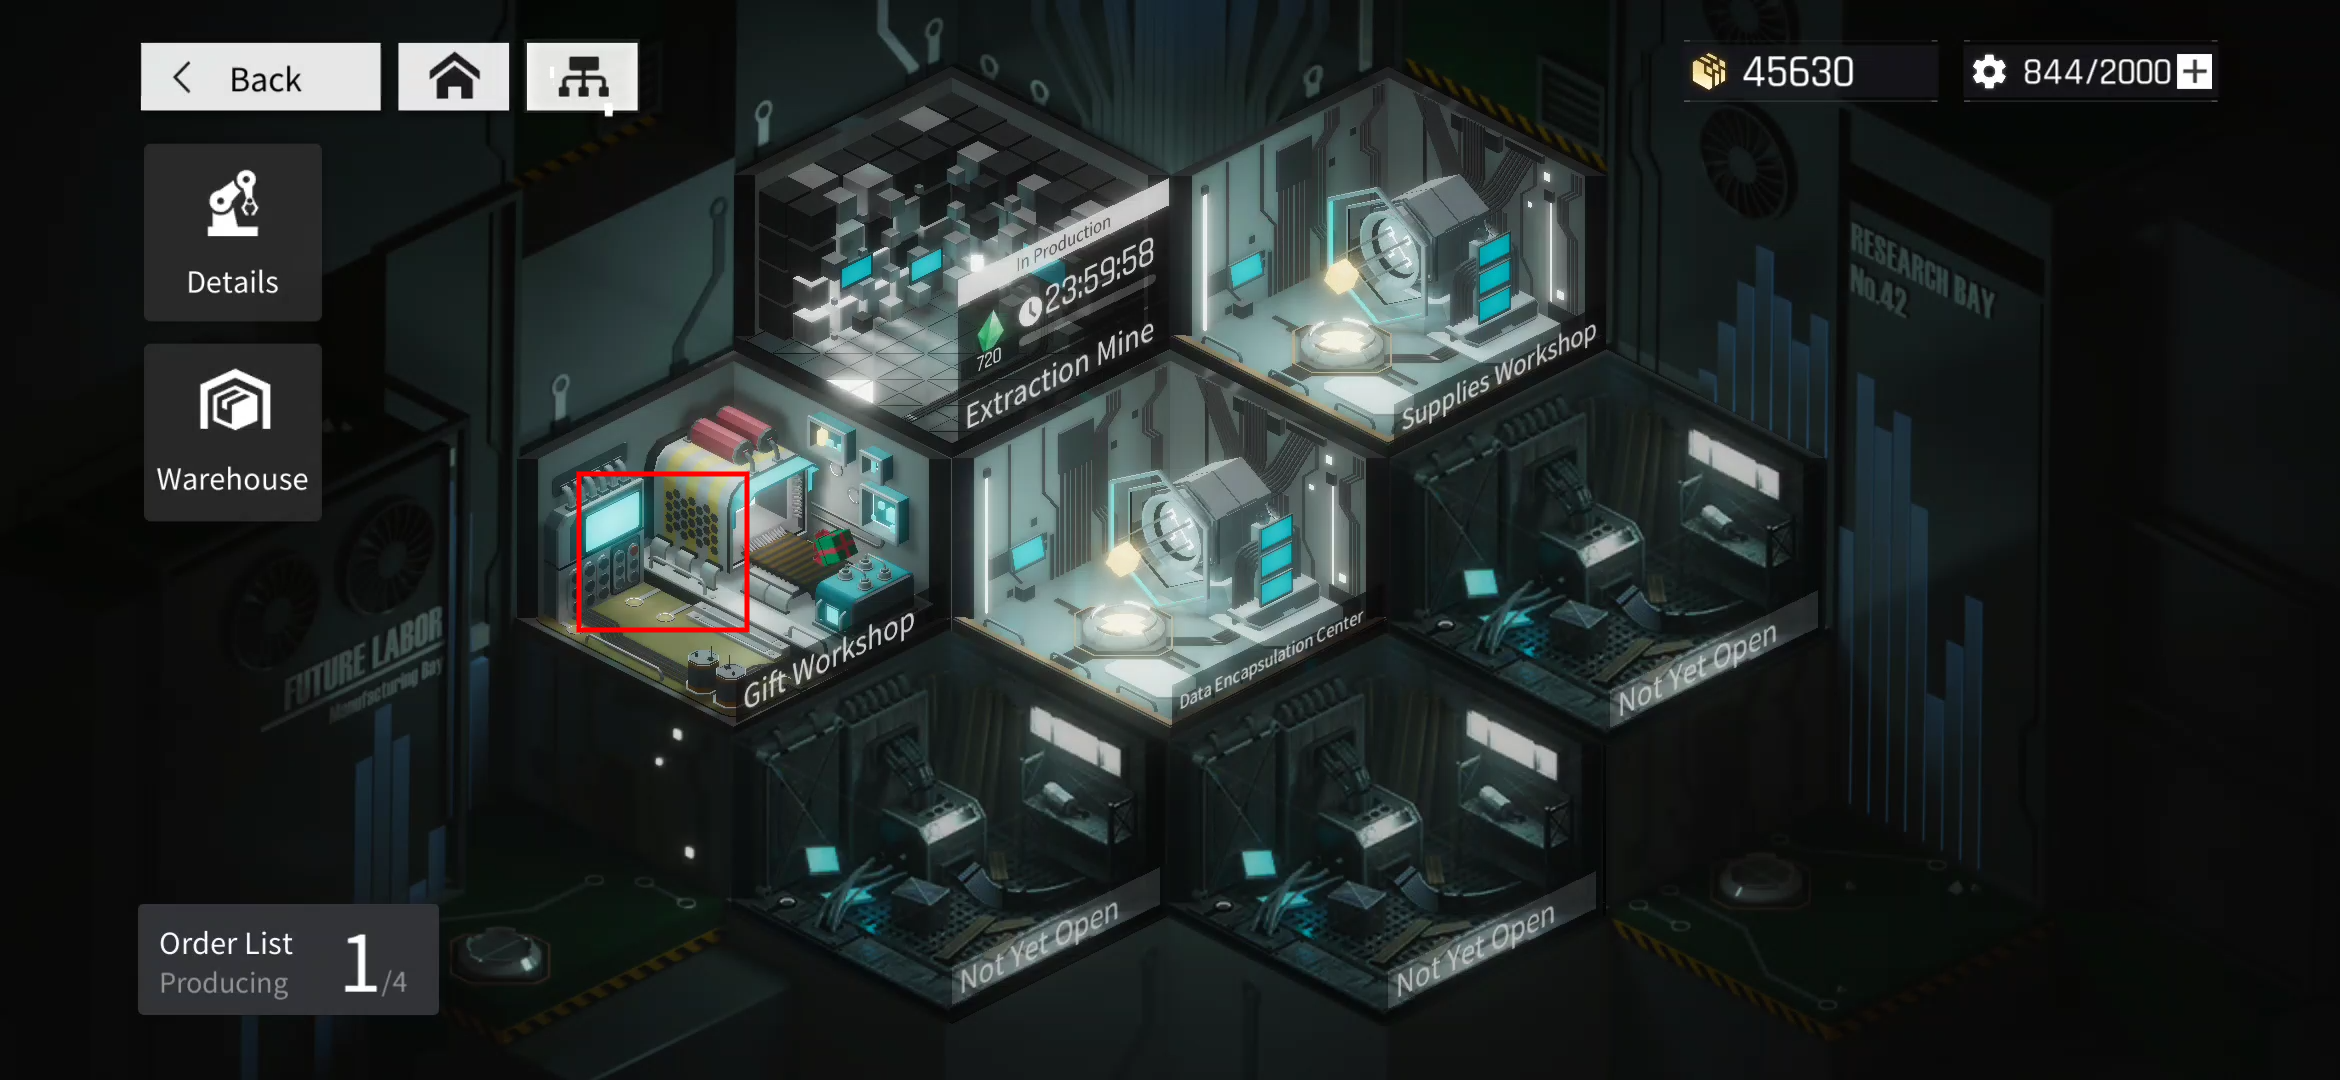 Back
45630
844/2000
Details
Warehouse
In Production
23:59:58
720
Extraction Mine
Supplies Workshop
RESEARCH BAY
No.42
Gift Workshop
Data Encapsulation Center
Not Yet Open
FUTURE LABOR
Manufacturing Bay
Not Yet Open
Not Yet Open
Order List
Producing
1/4